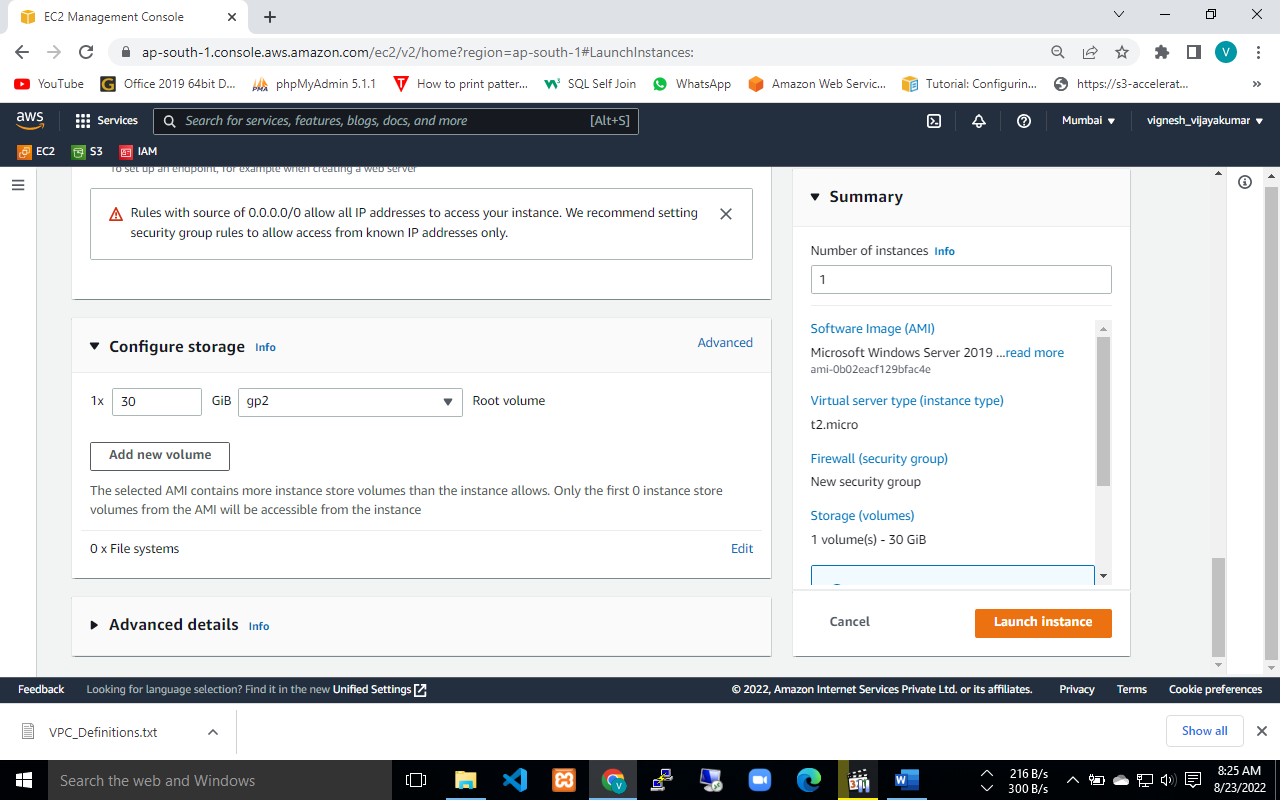 EC2 Management Console
ap-south-1.console.aws.amazon.com/ec2/v2/home?region=ap-south-1#LaunchInstances:
V
YouTube
Office 2019 64bit D...
phpMyAdmin 5.1.1
How to print patter...
SQL Self Join
WhatsApp
Amazon Web Servic...
Tutorial: Configurin...
https://s3-accelerat...
»
aws
Services
Search for services, features, blogs, docs, and more
[Alt+S]
Mumbai
vignesh_vijayakumar
EC2
S3
IAM
To set up an endpoint, for example when creating a web server
Rules with source of 0.0.0.0/0 allow all IP addresses to access your instance. We recommend setting
security group rules to allow access from known IP addresses only.
Configure storage
Info
Advanced
1x
30
GiB
gp2
Root volume
Add new volume
The selected AMI contains more instance store volumes than the instance allows. Only the first 0 instance store
volumes from the AMI will be accessible from the instance
0 x File systems
Edit
Advanced details
Info
Summary
Number of instances Info
1
Software Image (AMI)
Microsoft Windows Server 2019 ...read more
ami-0b02eacf129bfac4e
Virtual server type (instance type)
t2.micro
Firewall (security group)
New security group
Storage (volumes)
1 volume(s) - 30 GiB
Cancel
Launch instance
Feedback
Looking for language selection? Find it in the new Unified Settings
© 2022, Amazon Internet Services Private Ltd. or its affiliates.
Privacy
Terms
Cookie preferences
VPC_Definitions.txt
Show all
Search the web and Windows
216 B/s
300 B/s
8:25 AM
8/23/2022